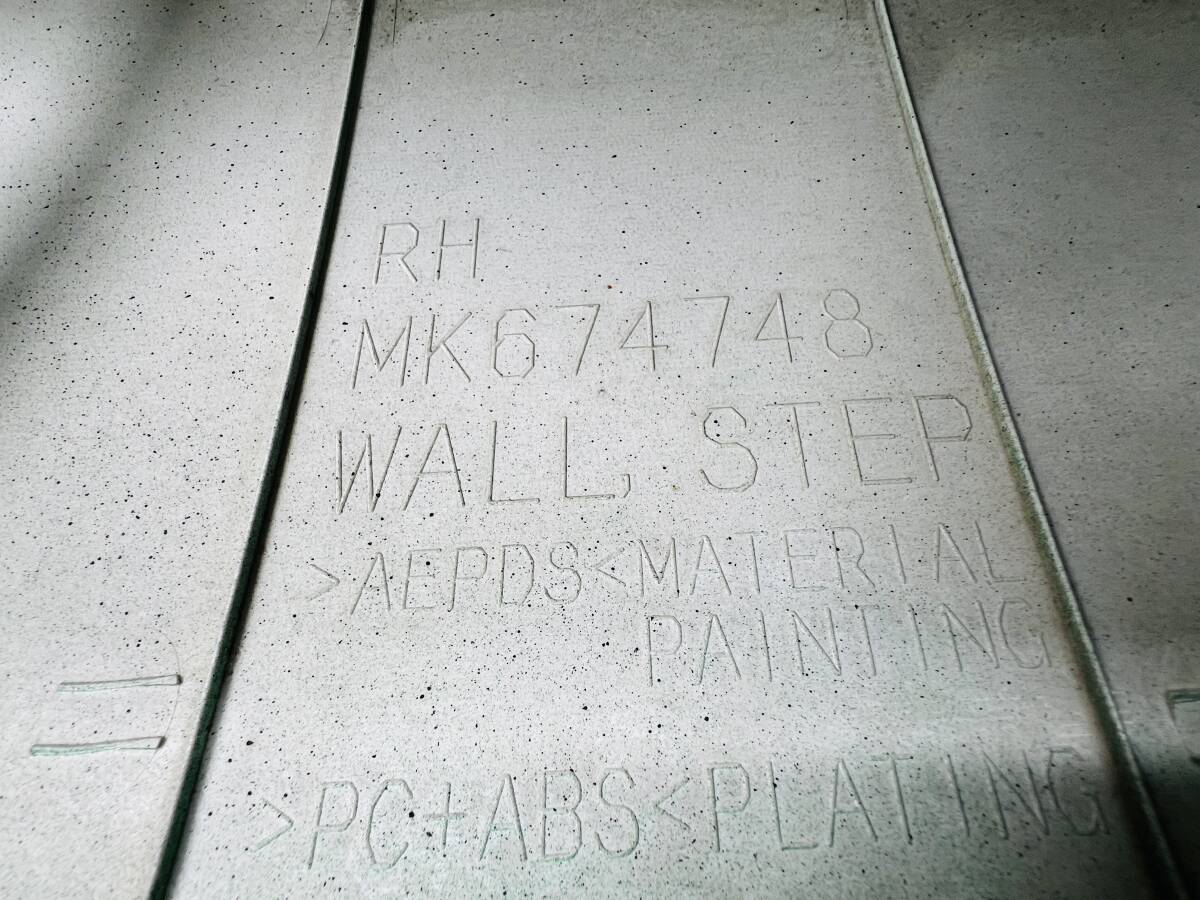 RH
MK674748
WALL, STEP
>AEPDS<MATERIAL
PAINTING
>PC+ABS<PLATING